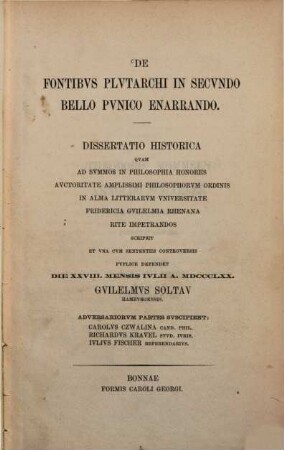 DE
FONTIBVS PLVTARCHI IN SECVNDO
BELLO PVNICO ENARRANDO.
DISSERTATIO HISTORICA
QVAM
AD SVMMOS IN PHILOSOPHIA HONORES
AVCTORITATE AMPLISSIMI PHILOSOPHORVM ORDINIS
IN ALMA LITTERARVM VNIVERSITATE
FRIDERICIA GVILELMIA RHENANA
RITE IMPETRANDOS
SCRIPSIT
ET VNA CVM SENTENTIIS CONTROVERSIS
PVPLICE DEFENDET
DIE XXVIII. MENSIS IVLII A. MDCCCLXX.
GVILELMVS SOLTAV
HAMBVRGENSIS.
ADVERSARIORVM PARTES SVSCIPIENT:
CAROLVS CZWALINA CAND. PHIL.
RICHARDVS KRAVEL STVD. IVRIS.
IVLIVS FISCHER REFERENDARIVS.
BONNAE
FORMIS CAROLI GEORGI.